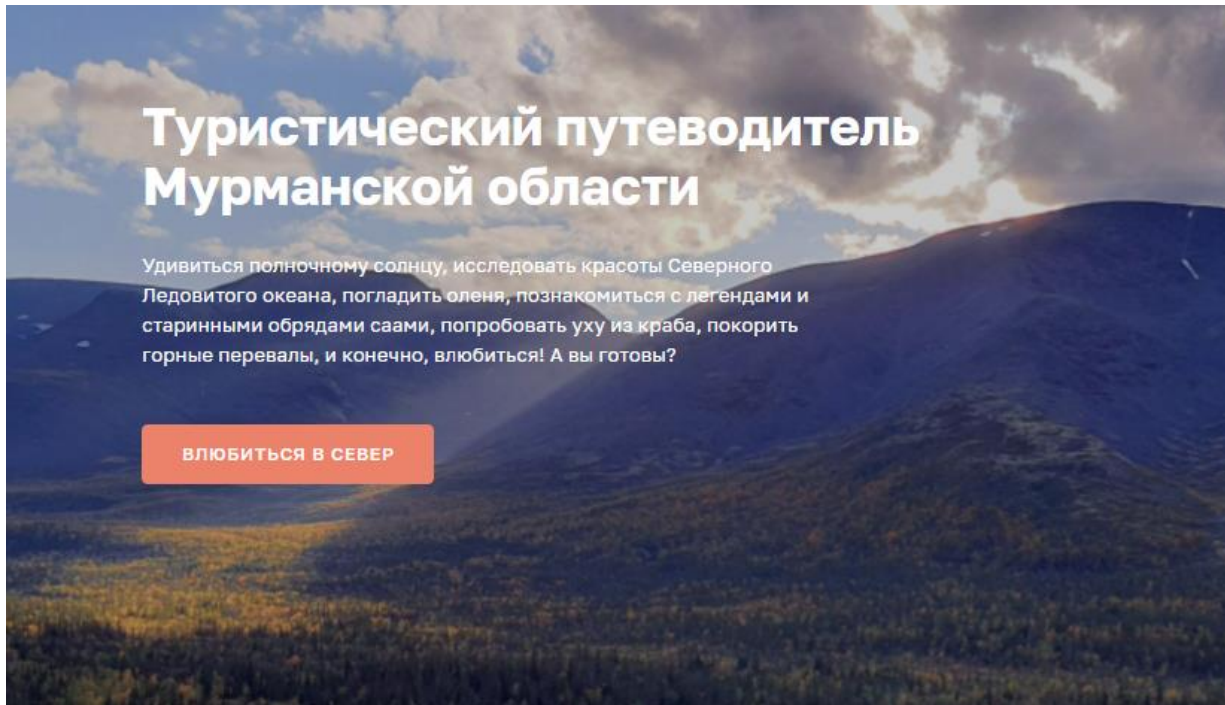 Туристический путеводитель
Мурманской области
Удивиться полночному солнцу, исследовать красоты Северного
Ледовитого океана, погладить оленя, познакомиться с легендами и
старинными обрядами саами, попробовать уху из краба, покорить
горные перевалы, и конечно, влюбиться! А вы готовы?
ВЛЮБИТЬСЯ В СЕВЕР